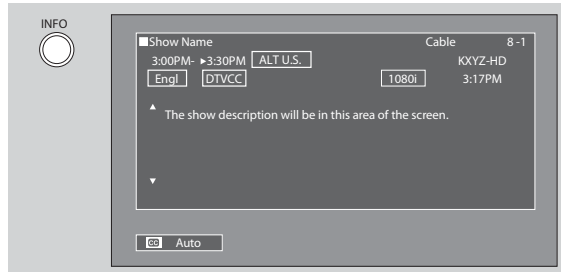 INFO
■Show Name Cable 8 -1
3:00PM- ▶3:30PM ALT U.S. KXYZ-HD
Engl DTVCC 1080i 3:17PM
▲ The show description will be in this area of the screen.
▼
CC Auto